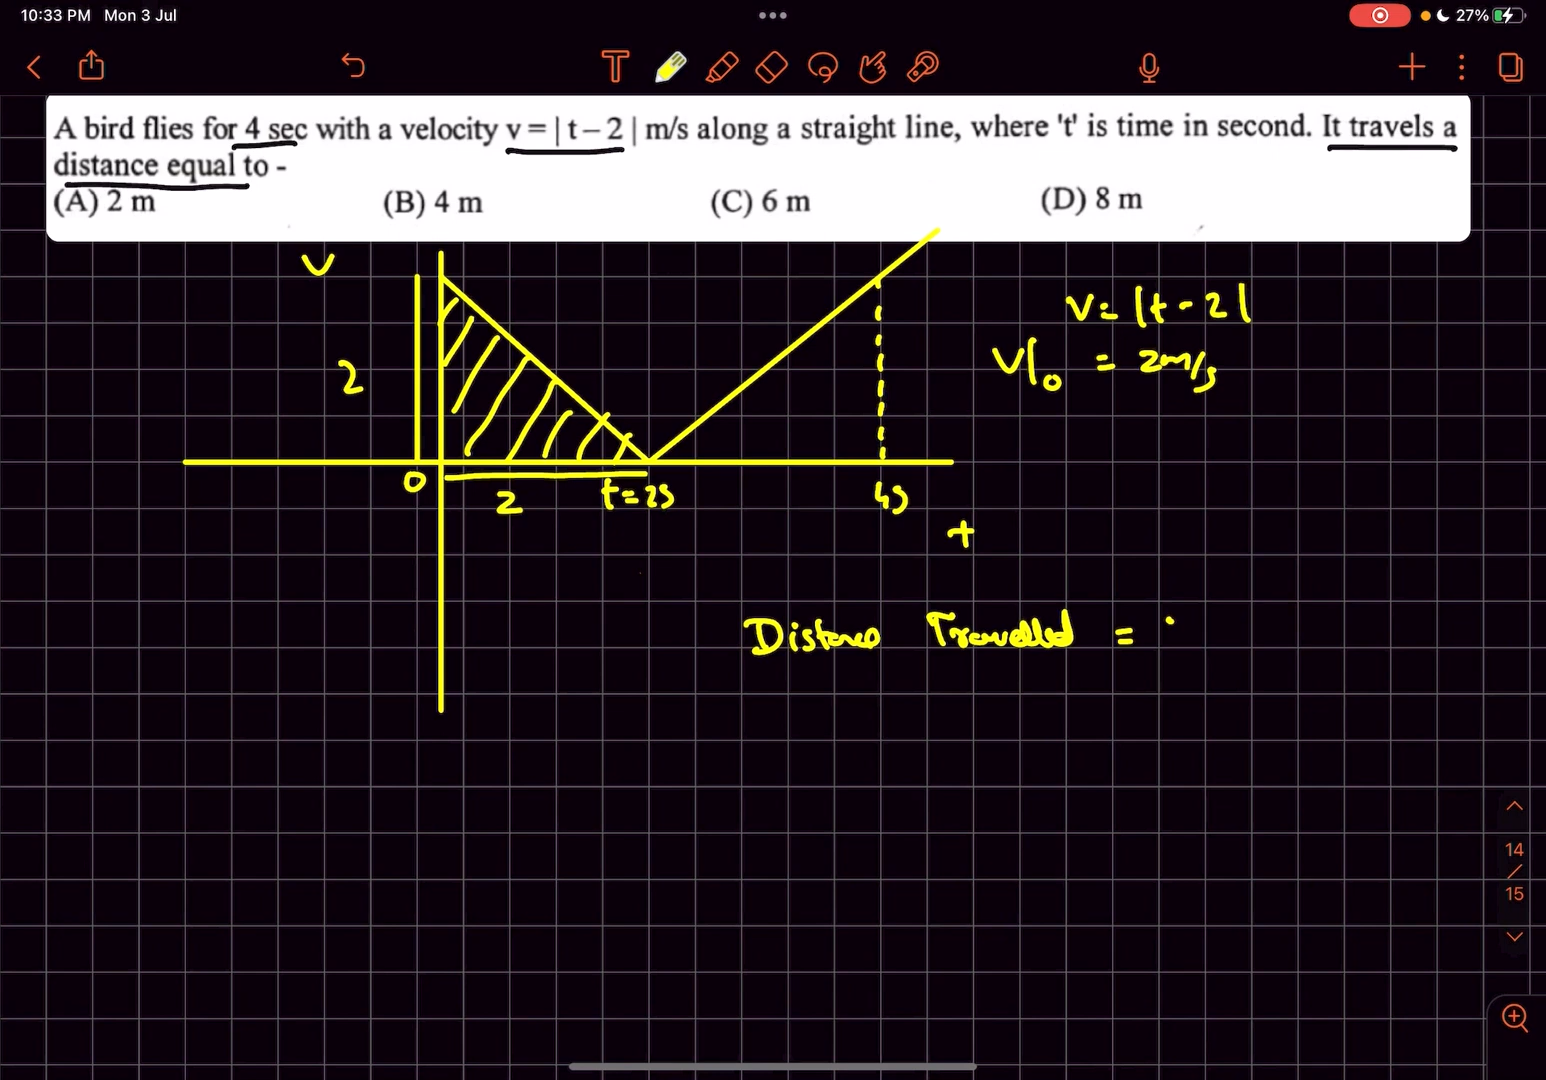 10:33 PM Mon 3 Jul
27%
A bird flies for 4 sec with a velocity v = | t – 2 | m/s along a straight line, where 't' is time in second. It travels a
distance equal to -
(A) 2 m (B) 4 m (C) 6 m (D) 8 m
v
v = |t - 2|
v|₀ = 2m/s
2
0 2 t=2s 4s
t
Distance Travelled =
14
15